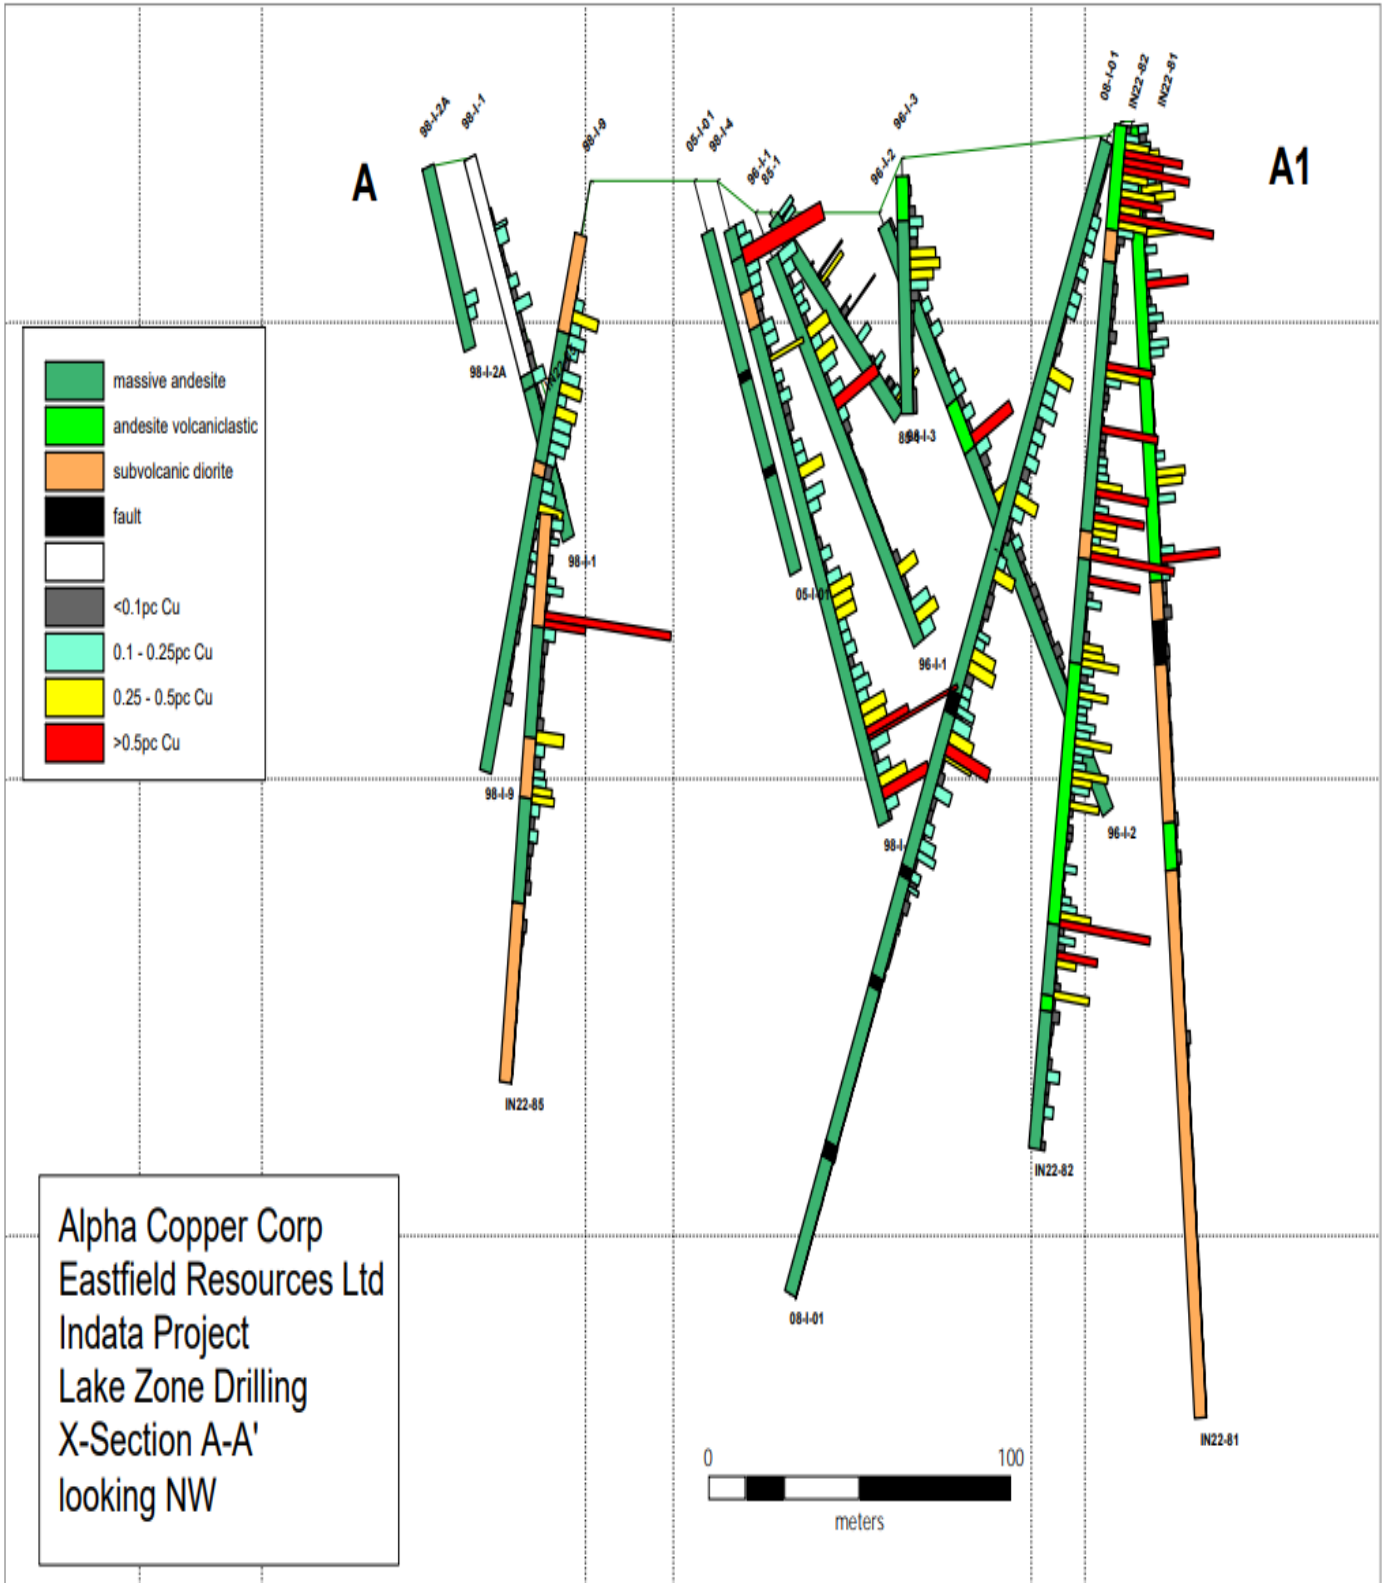 98-I-2A
98-I-1
98-I-9
05-I-01
98-I-4
96-I-1
85-1
96-I-2
96-I-3
08-I-01
IN22-82
IN22-81
A
A1
massive andesite
andesite volcaniclastic
subvolcanic diorite
fault
<0.1pc Cu
0.1 - 0.25pc Cu
0.25 - 0.5pc Cu
>0.5pc Cu
98-I-2A
98-I-1
05-I-01
96-I-1
98-I-9
98-I-
96-I-2
IN22-85
IN22-82
08-I-01
IN22-81
Alpha Copper Corp
Eastfield Resources Ltd
Indata Project
Lake Zone Drilling
X-Section A-A'
looking NW
0 100
meters